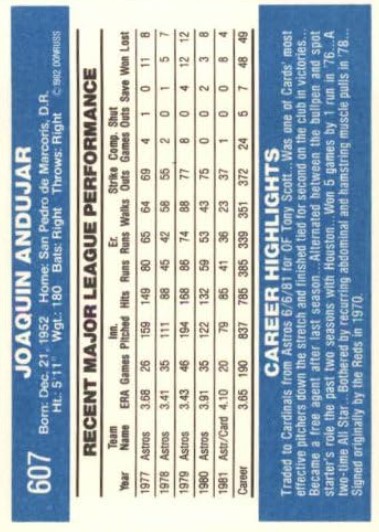 607
JOAQUIN ANDUJAR
Born: Dec. 21, 1952 Home: San Pedro de Marcoris, D.R.
Ht.: 5'11" Wgt.: 180 Bats: Right Throws: Right © 1982 DONRUSS
RECENT MAJOR LEAGUE PERFORMANCE
Team Inn. Er. Strike Comp. Shut
Year Name ERA Games Pitched Hits Runs Runs Walks Outs Games Outs Save Won Lost
1977 Astros 3.68 26 159 149 80 65 64 69 4 1 0 11 8
1978 Astros 3.41 35 111 88 45 42 58 55 2 0 1 5 7
1979 Astros 3.43 46 194 168 86 74 88 77 8 0 4 12 12
1980 Astros 3.91 35 122 132 59 53 43 75 0 0 2 3 8
1981 Astr/Card 4.10 20 79 85 41 36 23 37 1 0 0 8 4
Career 3.65 190 837 785 385 339 351 372 24 5 7 48 49
CAREER HIGHLIGHTS
Traded to Cardinals from Astros 6/6/81 for OF Tony Scott...Was one of Cards' most
effective pitchers down the stretch and finished tied for second on the club in victories...
Became a free agent after last season...Alternated between the bullpen and spot
starter's role the past two seasons with Houston...Won 5 games by 1 run in '76...A
two-time All Star...Bothered by recurring abdominal and hamstring muscle pulls in '78...
Signed originally by the Reds in 1970.